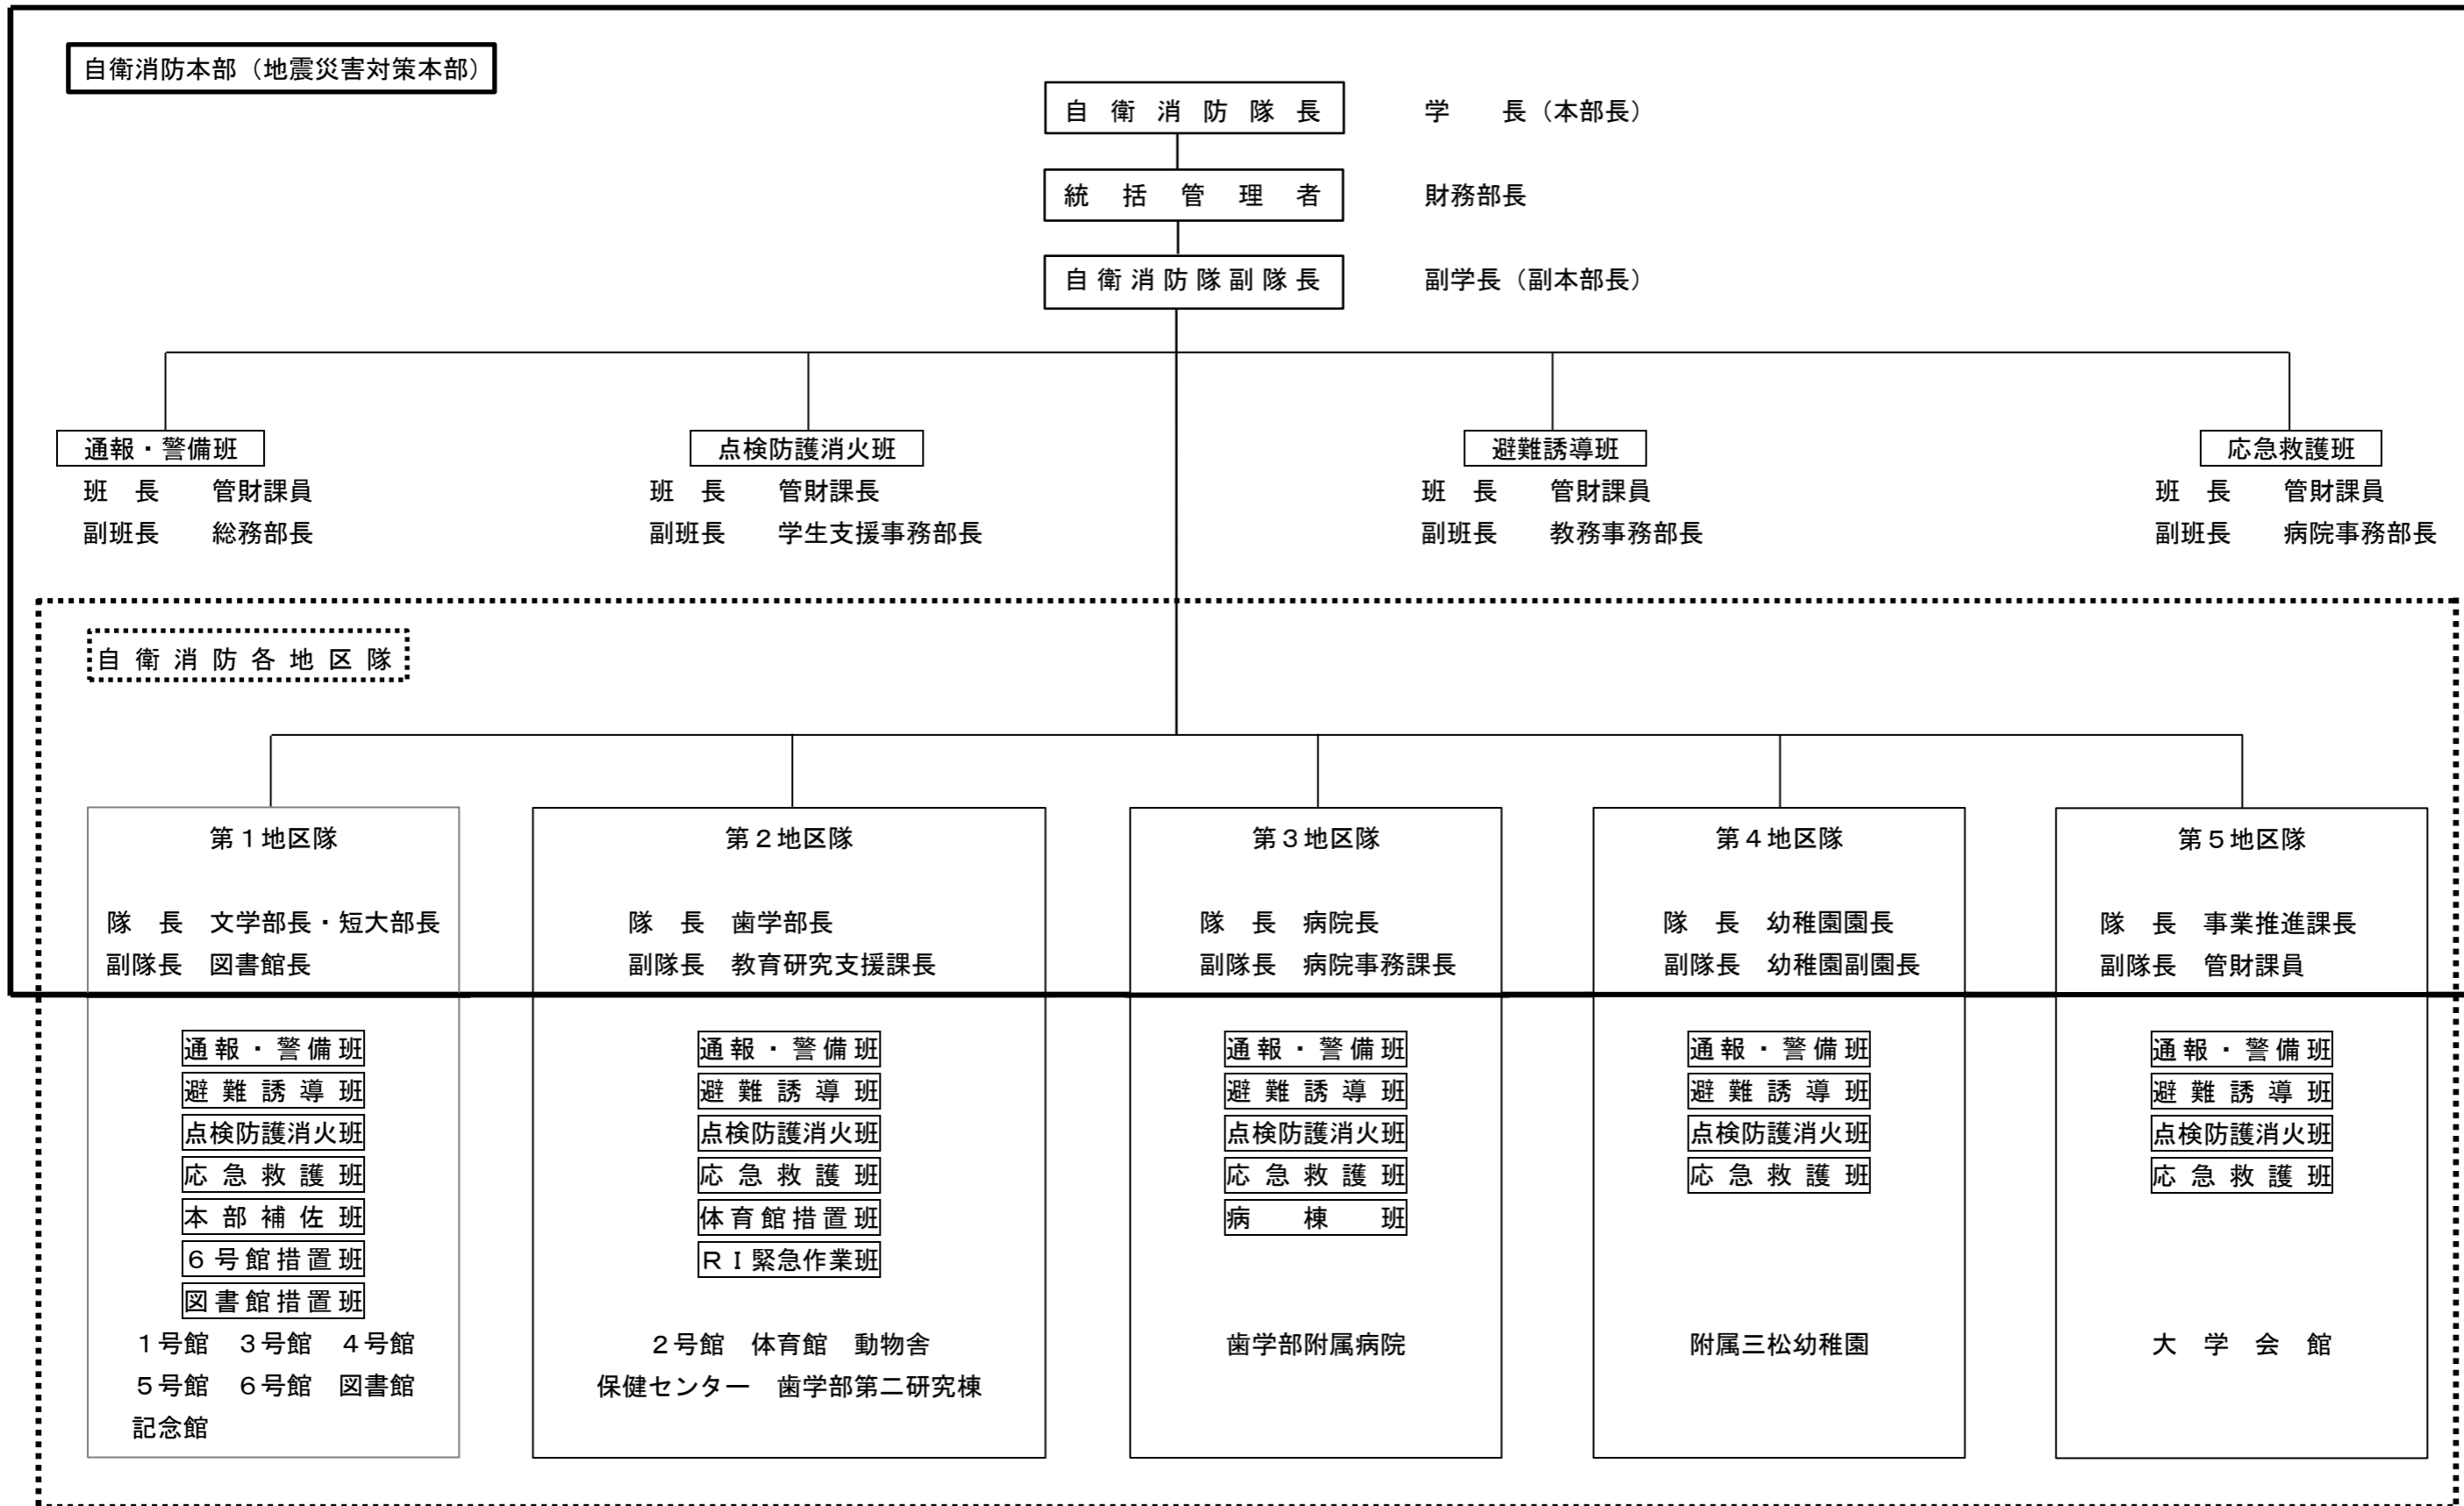 自衛消防本部（地震災害対策本部）
自衛消防隊長　学　　長（本部長）
統括管理者　財務部長
自衛消防隊副隊長　副学長（副本部長）
通報・警備班
班　長　　管財課員
副班長　　総務部長
点検防護消火班
班　長　　管財課長
副班長　　学生支援事務部長
避難誘導班
班　長　　管財課員
副班長　　教務事務部長
応急救護班
班　長　　管財課員
副班長　　病院事務部長
自衛消防各地区隊
第１地区隊
隊　長　文学部長・短大部長
副隊長　図書館長
通報・警備班
避難誘導班
点検防護消火班
応急救護班
本部補佐班
６号館措置班
図書館措置班
１号館　３号館　４号館
５号館　６号館　図書館
記念館
第２地区隊
隊　長　歯学部長
副隊長　教育研究支援課長
通報・警備班
避難誘導班
点検防護消火班
応急救護班
体育館措置班
ＲＩ緊急作業班
２号館　体育館　動物舎
保健センター　歯学部第二研究棟
第３地区隊
隊　長　病院長
副隊長　病院事務課長
通報・警備班
避難誘導班
点検防護消火班
応急救護班
病棟班
歯学部附属病院
第４地区隊
隊　長　幼稚園園長
副隊長　幼稚園副園長
通報・警備班
避難誘導班
点検防護消火班
応急救護班
附属三松幼稚園
第５地区隊
隊　長　事業推進課長
副隊長　管財課員
通報・警備班
避難誘導班
点検防護消火班
応急救護班
大　学　会　館